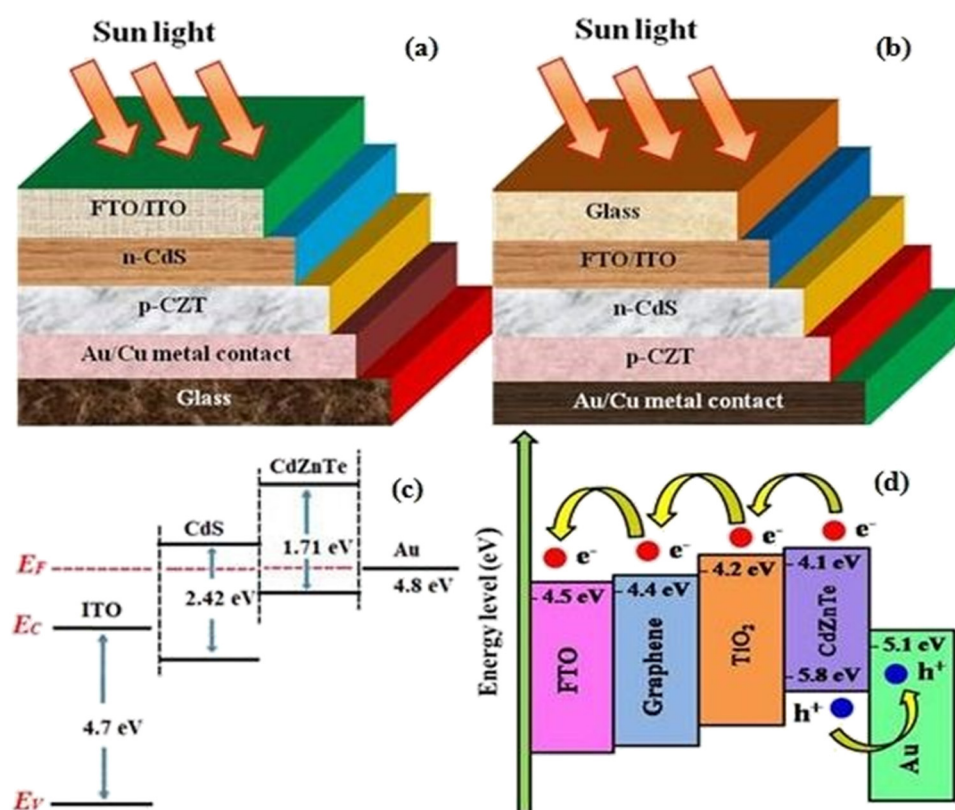 Sun light
(a)
FTO/ITO
n-CdS
p-CZT
Au/Cu metal contact
Glass
Sun light
(b)
Glass
FTO/ITO
n-CdS
p-CZT
Au/Cu metal contact
(c)
CdZnTe
CdS
1.71 eV
Au
E_F
2.42 eV
4.8 eV
ITO
E_C
4.7 eV
E_V
(d)
Energy level (eV)
e⁻
e⁻
e⁻
e⁻
4.5 eV
4.4 eV
4.2 eV
4.1 eV
FTO
Graphene
TiO₂
CdZnTe
5.8 eV
5.1 eV
h⁺
h⁺
Au